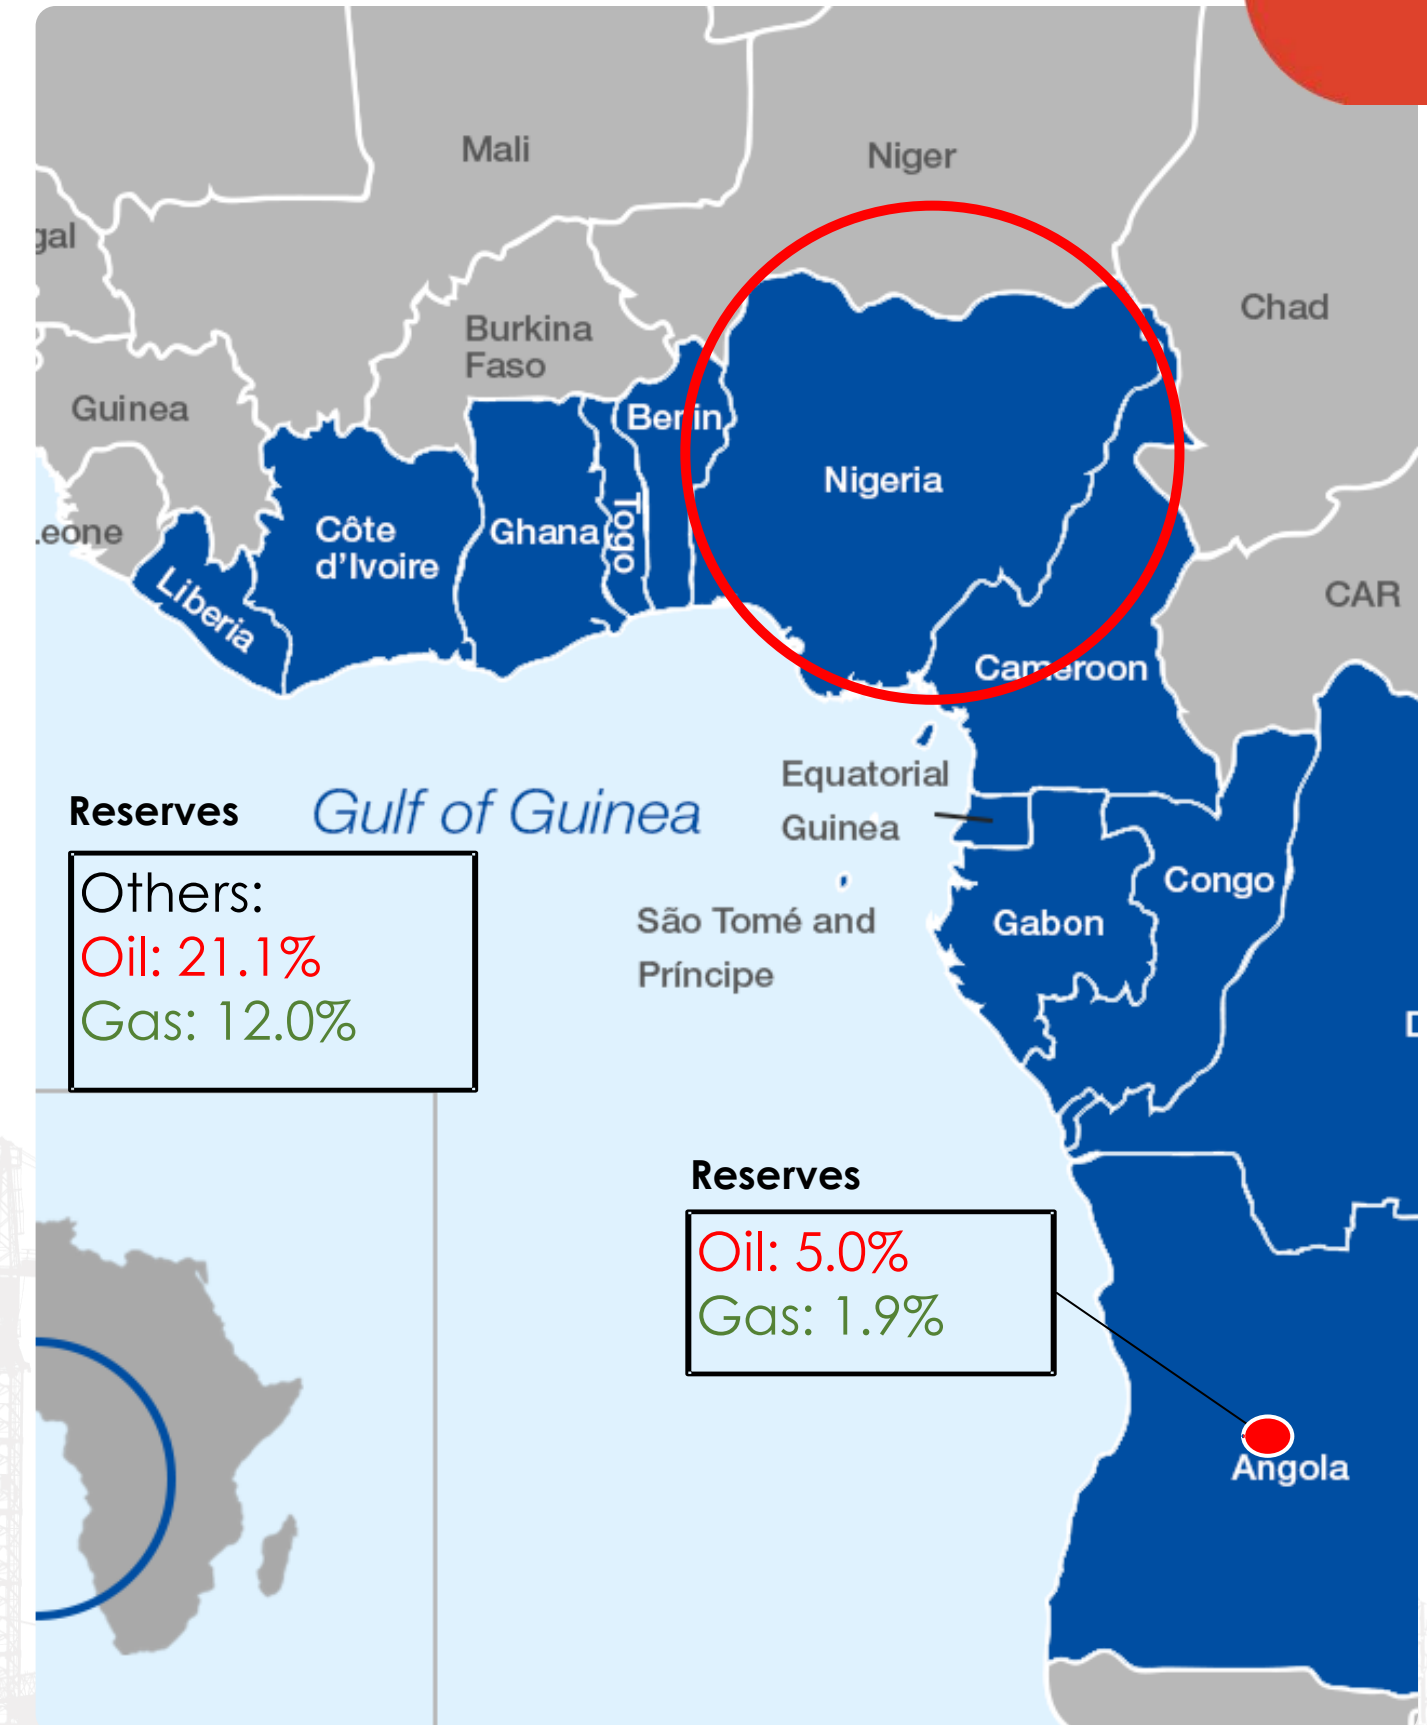 Mali
Niger
gal
Chad
Burkina
Faso
Guinea
Benin
Nigeria
eone
Côte
d'Ivoire
Ghana
Togo
Liberia
CAR
Cameroon
Equatorial
Guinea
Reserves
Gulf of Guinea
Others:
Oil: 21.1%
Gas: 12.0%
Congo
Gabon
São Tomé and
Príncipe
Reserves
Oil: 5.0%
Gas: 1.9%
Angola